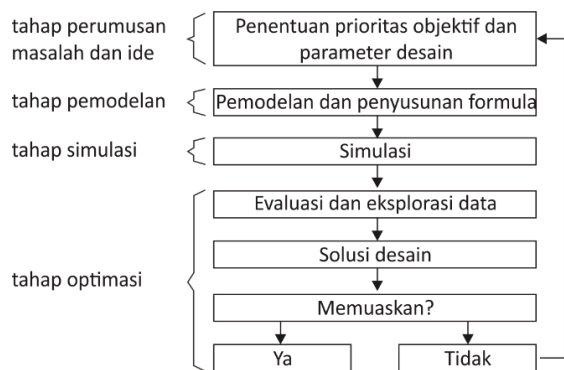 tahap perumusan
masalah dan ide
Penentuan prioritas objektif dan
parameter desain
tahap pemodelan
Pemodelan dan penyusunan formula
tahap simulasi
Simulasi
Evaluasi dan eksplorasi data
Solusi desain
tahap optimasi
Memuaskan?
Ya
Tidak